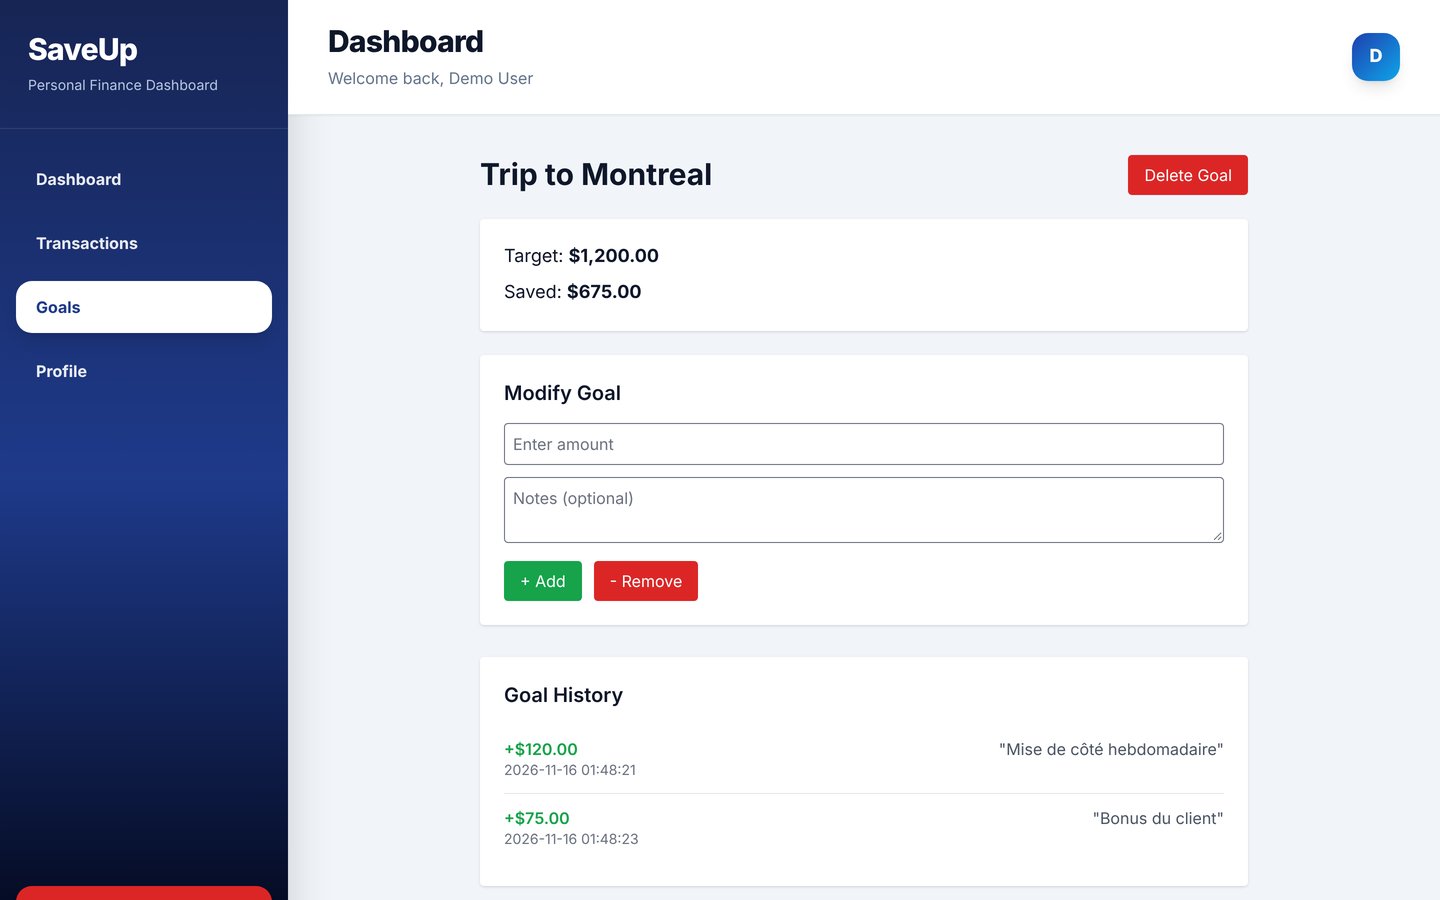 SaveUp
Personal Finance Dashboard
Dashboard
Transactions
Goals
Profile
Dashboard
Welcome back, Demo User
D
Trip to Montreal
Delete Goal
Target: $1,200.00
Saved: $675.00
Modify Goal
Enter amount
Notes (optional)
+ Add
- Remove
Goal History
+$120.00
"Mise de côté hebdomadaire"
2026-11-16 01:48:21
+$75.00
"Bonus du client"
2026-11-16 01:48:23